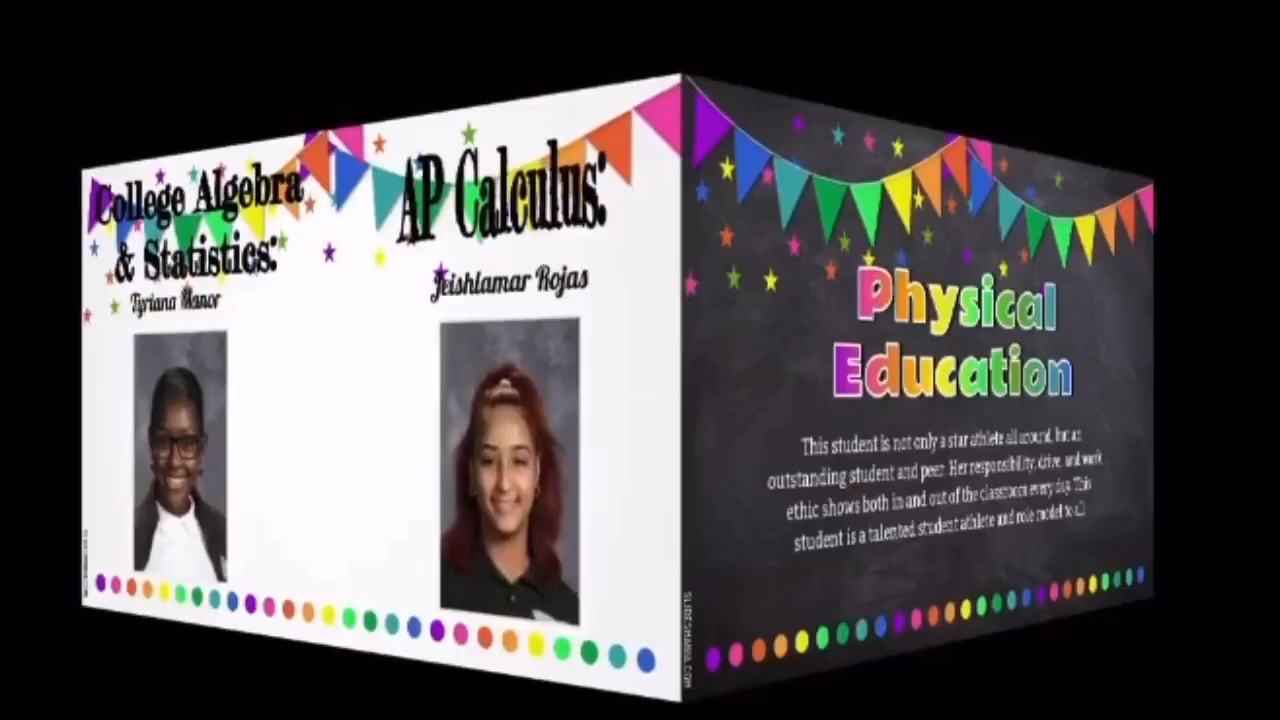 College Algebra
& Statistics:
Tyriana Manor
AP Calculus:
Jeishlamar Rojas
Physical
Education
This student is not only a star athlete all around, but an
outstanding student and peer. Her responsibility, drive, and work
ethic shows both in and out of the classroom every day. This
student is a talented student athlete and role model to all
SLIDESMANIA.COM